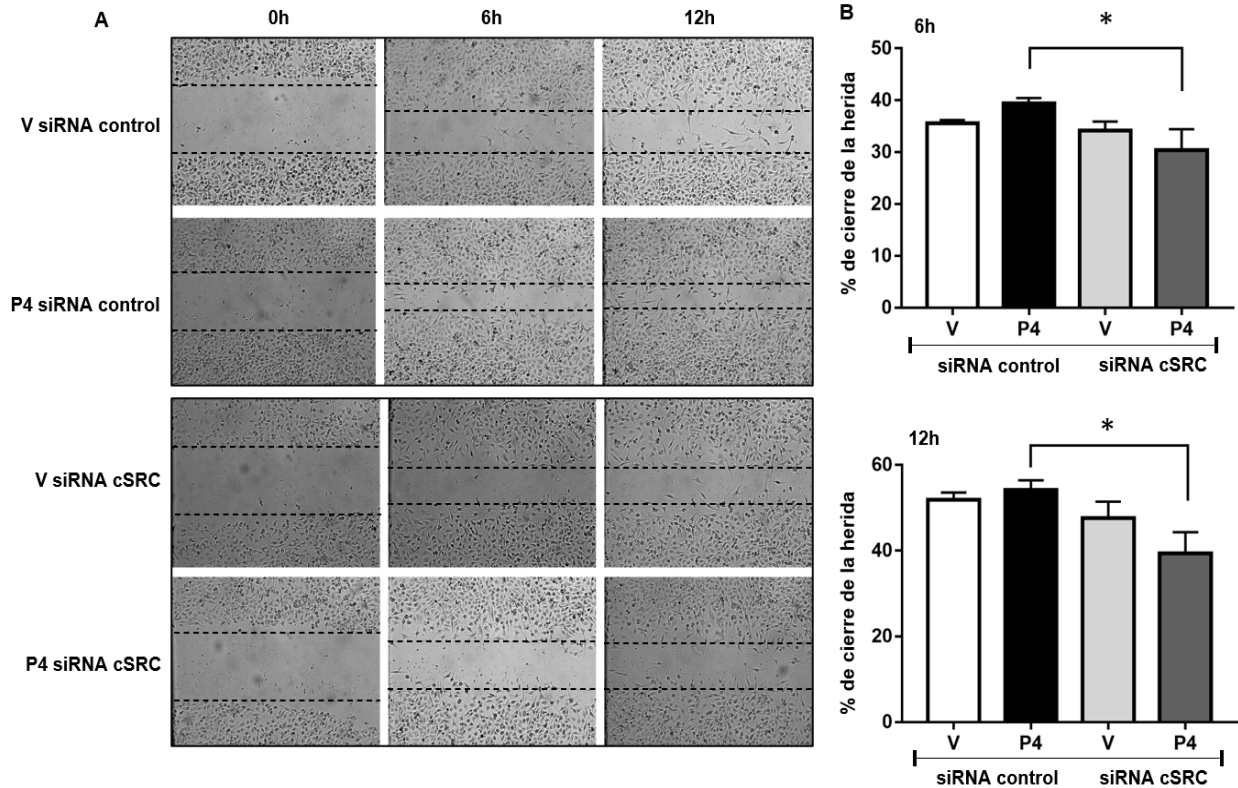 A
0h
6h
12h
V siRNA control
P4 siRNA control
V siRNA cSRC
P4 siRNA cSRC
B
6h
*
% de cierre de la herida
50
40
30
20
10
0
V
P4
V
P4
siRNA control
siRNA cSRC
12h
*
% de cierre de la herida
60
40
20
0
V
P4
V
P4
siRNA control
siRNA cSRC